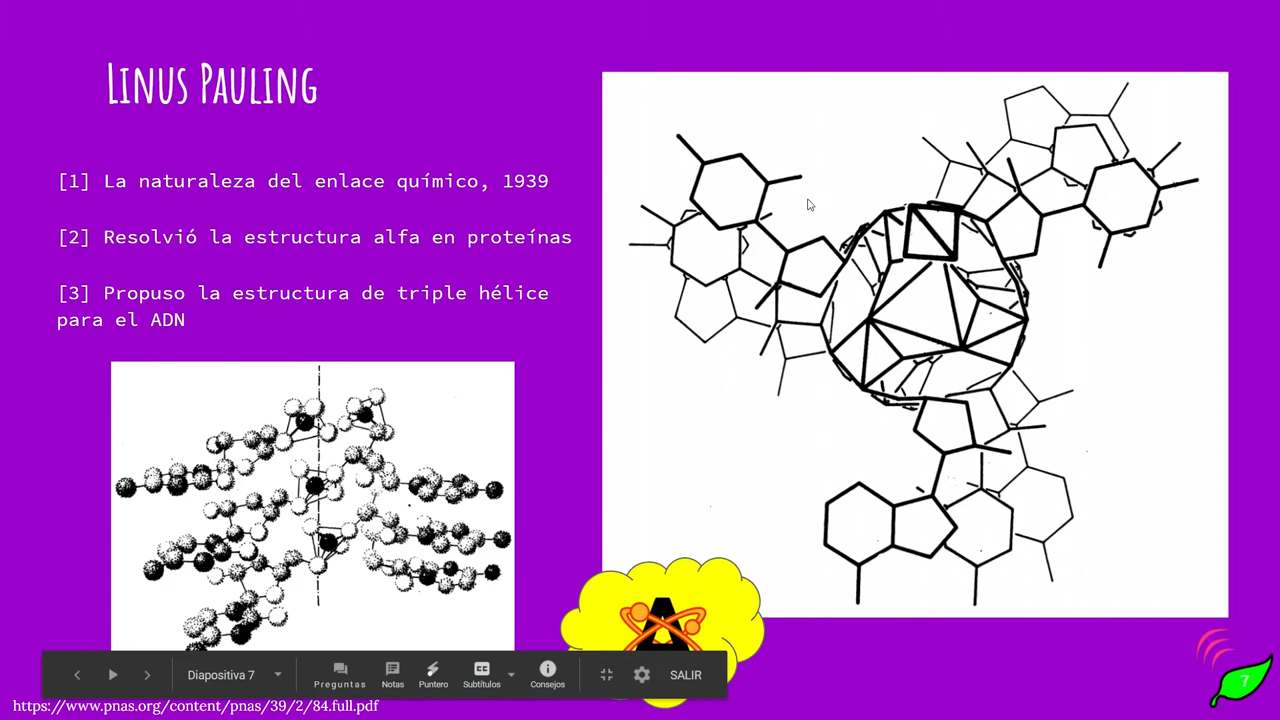 Linus Pauling
[1] La naturaleza del enlace químico, 1939
[2] Resolvió la estructura alfa en proteínas
[3] Propuso la estructura de triple hélice
para el ADN
A
Diapositiva 7
Preguntas
Notas
Puntero
CC
Subtítulos
Consejos
SALIR
7
https://www.pnas.org/content/pnas/39/2/84.full.pdf